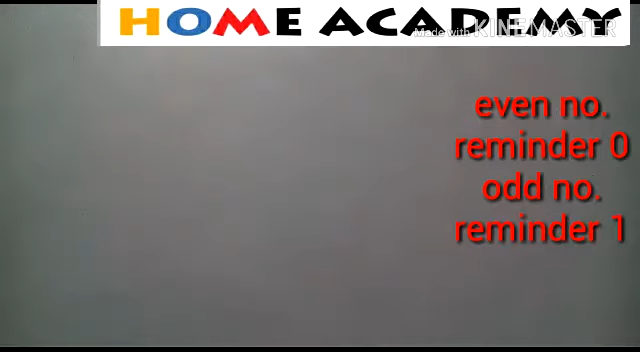 HOME ACADEMY
Made with KINEMASTER
even no.
reminder 0
odd no.
reminder 1